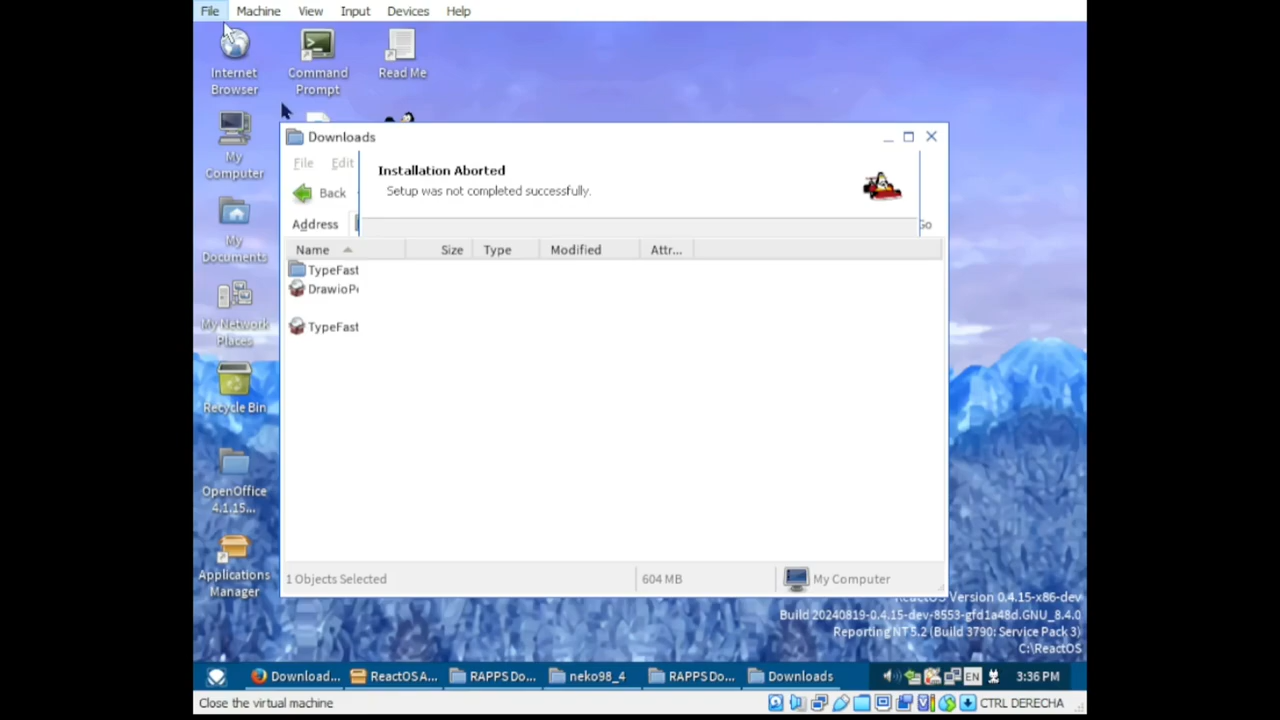 File Machine View Input Devices Help
Internet Browser
Command Prompt
Read Me
My Computer
My Documents
My Network Places
Recycle Bin
OpenOffice 4.1.15...
Applications Manager
Downloads
File Edit
Installation Aborted
Setup was not completed successfully.
Back
Address
Go
Name Size Type Modified Attr...
TypeFast
DrawioP
TypeFast
1 Objects Selected 604 MB My Computer
ReactOS Version 0.4.15-x86-dev
Build 20240819-0.4.15-dev-8553-gfd1a48d.GNU_8.4.0
Reporting NT 5.2 (Build 3790: Service Pack 3)
C:\ReactOS
Download... ReactOS A... RAPPS Do... neko98_4 RAPPS Do... Downloads EN 3:36 PM
Close the virtual machine CTRL DERECHA